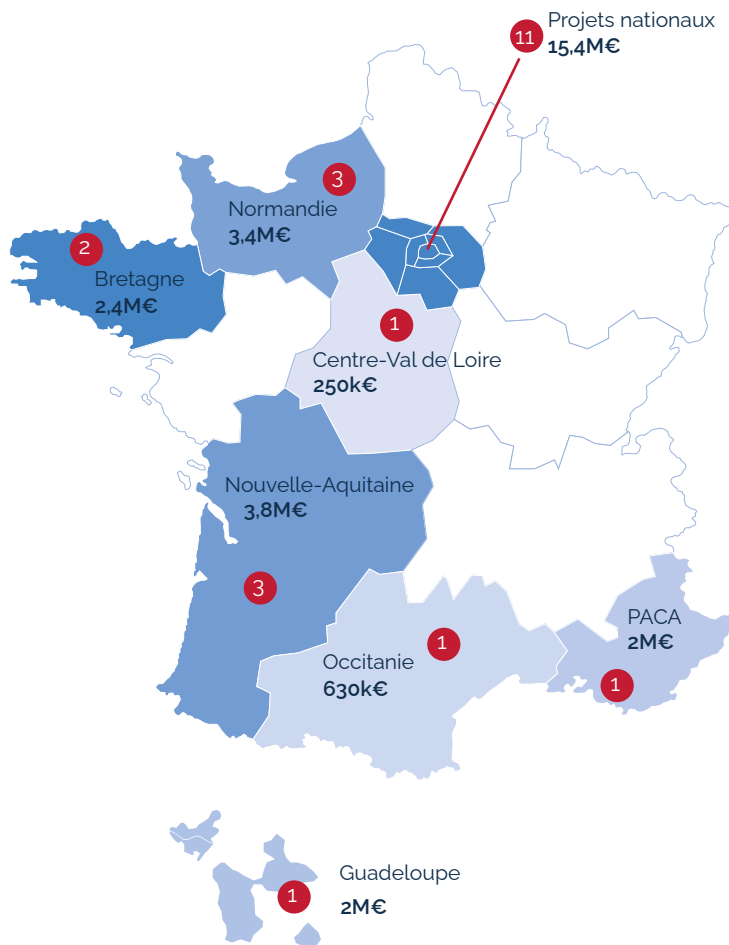 Projets nationaux
11
15,4M€
3
Normandie
3,4M€
2
Bretagne
2,4M€
1
Centre-Val de Loire
250k€
Nouvelle-Aquitaine
3,8M€
3
PACA
2M€
1
Occitanie
630k€
1
Guadeloupe
1
2M€